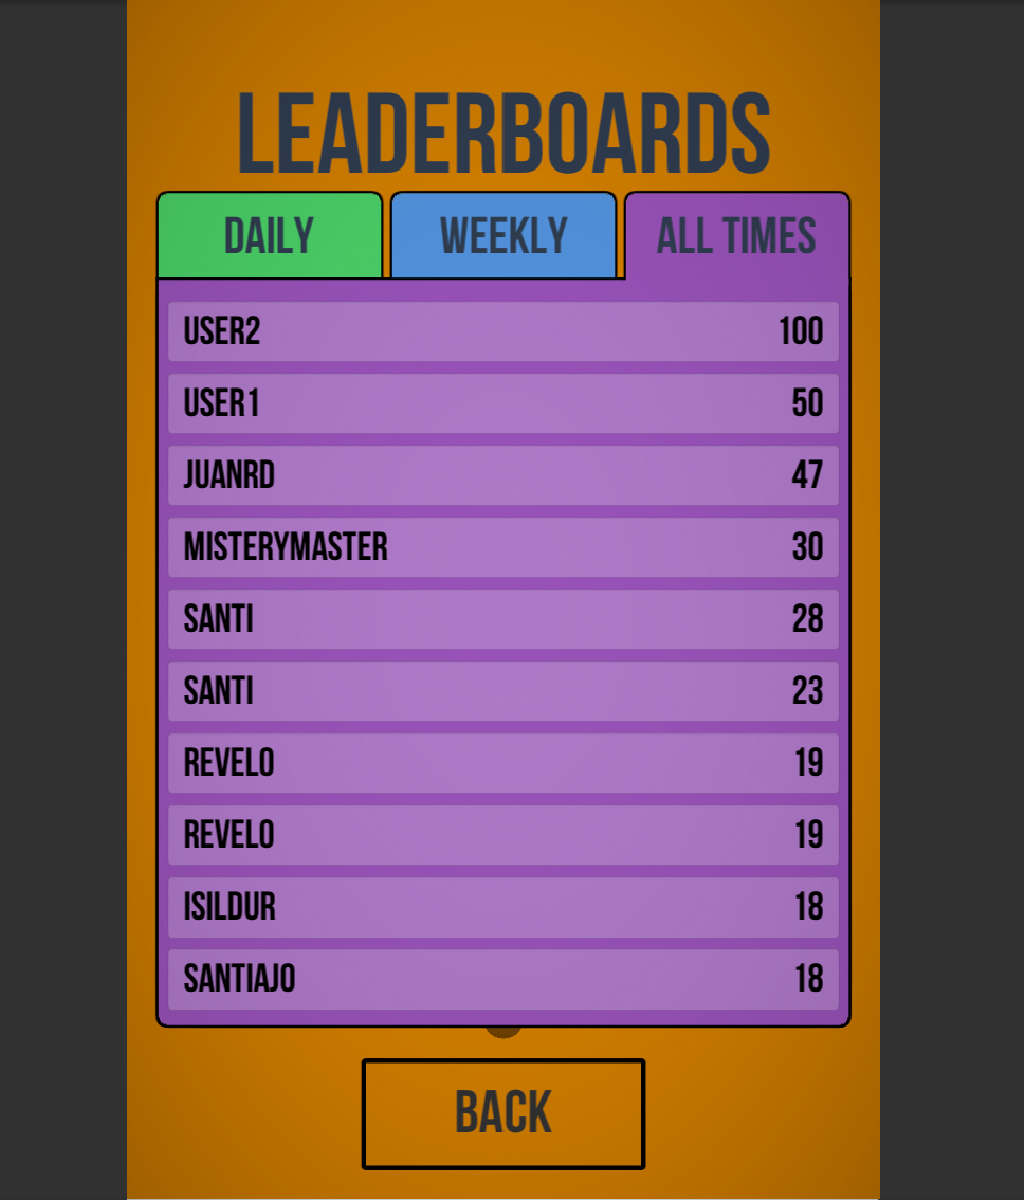 LEADERBOARDS
DAILY WEEKLY ALL TIMES
USER2 100
USER1 50
JUANRD 47
MISTERYMASTER 30
SANTI 28
SANTI 23
REVELO 19
REVELO 19
ISILDUR 18
SANTIAJO 18
BACK